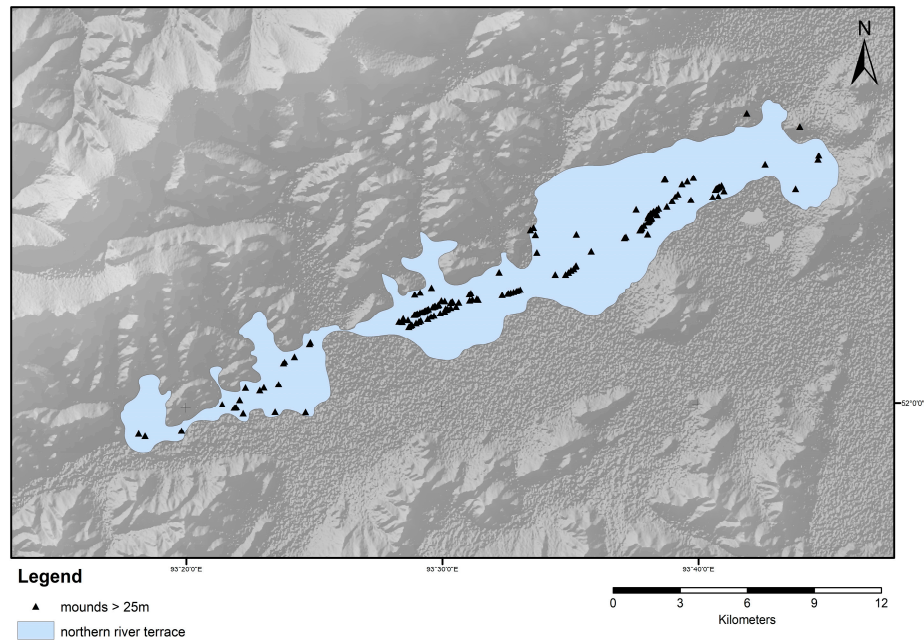 N
52°0'0"
93°20'0"E
93°30'0"E
93°40'0"E
Legend
mounds > 25m
northern river terrace
0
3
6
9
12
Kilometers